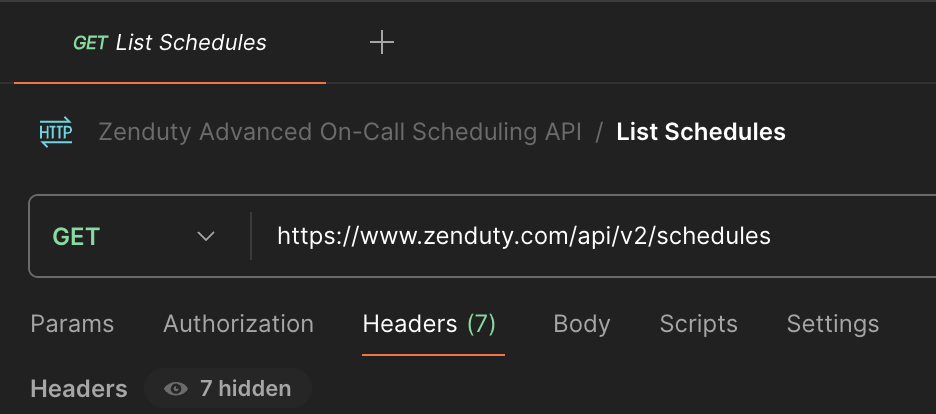 GET List Schedules
HTTP Zenduty Advanced On-Call Scheduling API / List Schedules
GET https://www.zenduty.com/api/v2/schedules
Params Authorization Headers (7) Body Scripts Settings
Headers 7 hidden